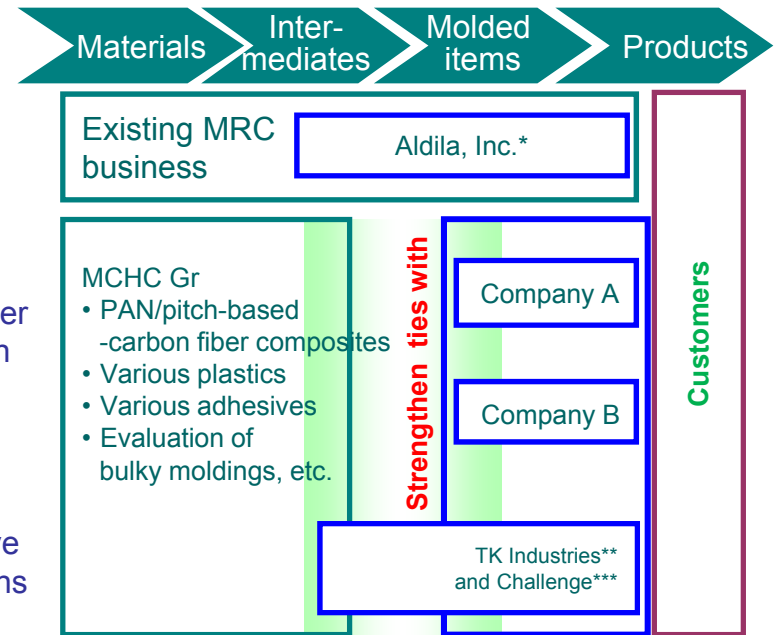 Materials
Inter-
mediates
Molded
items
Products
Existing MRC
business
Aldila, Inc.*
MCHC Gr
• PAN/pitch-based
-carbon fiber composites
• Various plastics
• Various adhesives
• Evaluation of
bulky moldings, etc.
Strengthen ties with
Company A
Company B
TK Industries**
and Challenge***
Customers